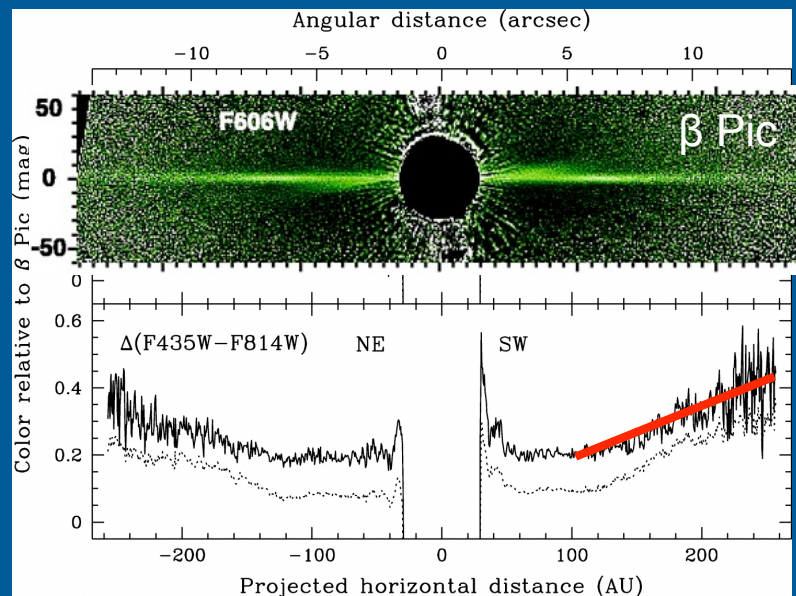 Angular distance (arcsec)
-10 -5 0 5 10
50
F606W
β Pic
0
-50
Color relative to β Pic (mag)
0
0.6
Δ(F435W-F814W) NE SW
0.4
0.2
0
-200 -100 0 100 200
Projected horizontal distance (AU)